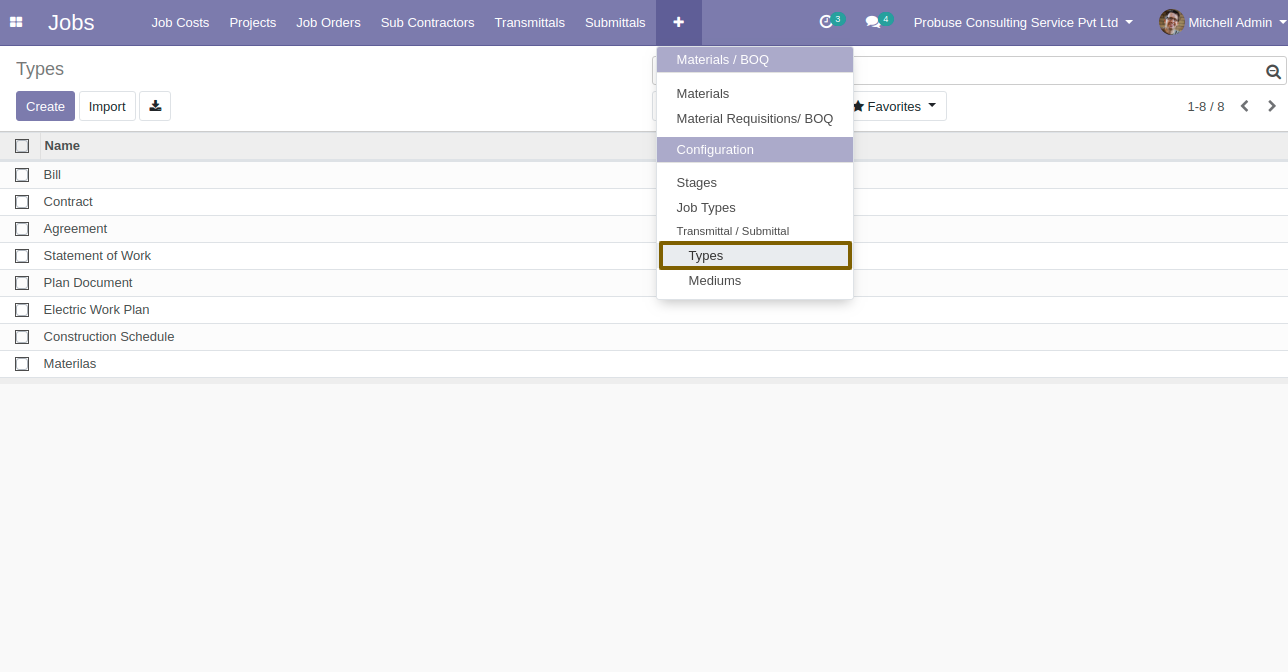 Jobs Job Costs Projects Job Orders Sub Contractors Transmittals Submittals 3 4 Probuse Consulting Service Pvt Ltd Mitchell Admin
Types
Create Import
Favorites
1-8 / 8
Materials / BOQ
Materials
Material Requisitions/ BOQ
Configuration
Stages
Job Types
Transmittal / Submittal
Types
Mediums
Name
Bill
Contract
Agreement
Statement of Work
Plan Document
Electric Work Plan
Construction Schedule
Materilas